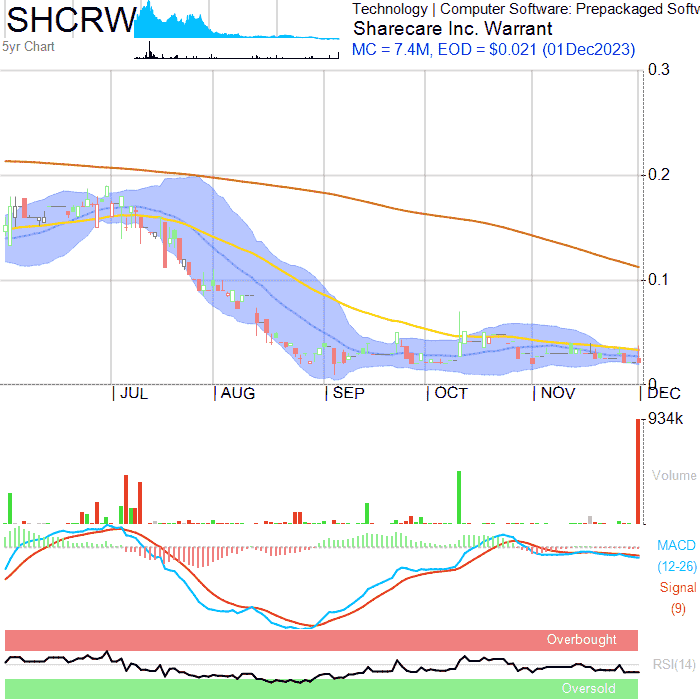 SHCRW
5yr Chart
Technology | Computer Software: Prepackaged Softw
Sharecare Inc. Warrant
MC = 7.4M, EOD = $0.021 (01Dec2023)
0.3
0.2
0.1
0
| JUL | AUG | SEP | OCT | NOV | DEC
934k
Volume
MACD
(12-26)
Signal
(9)
Overbought
RSI(14)
Oversold